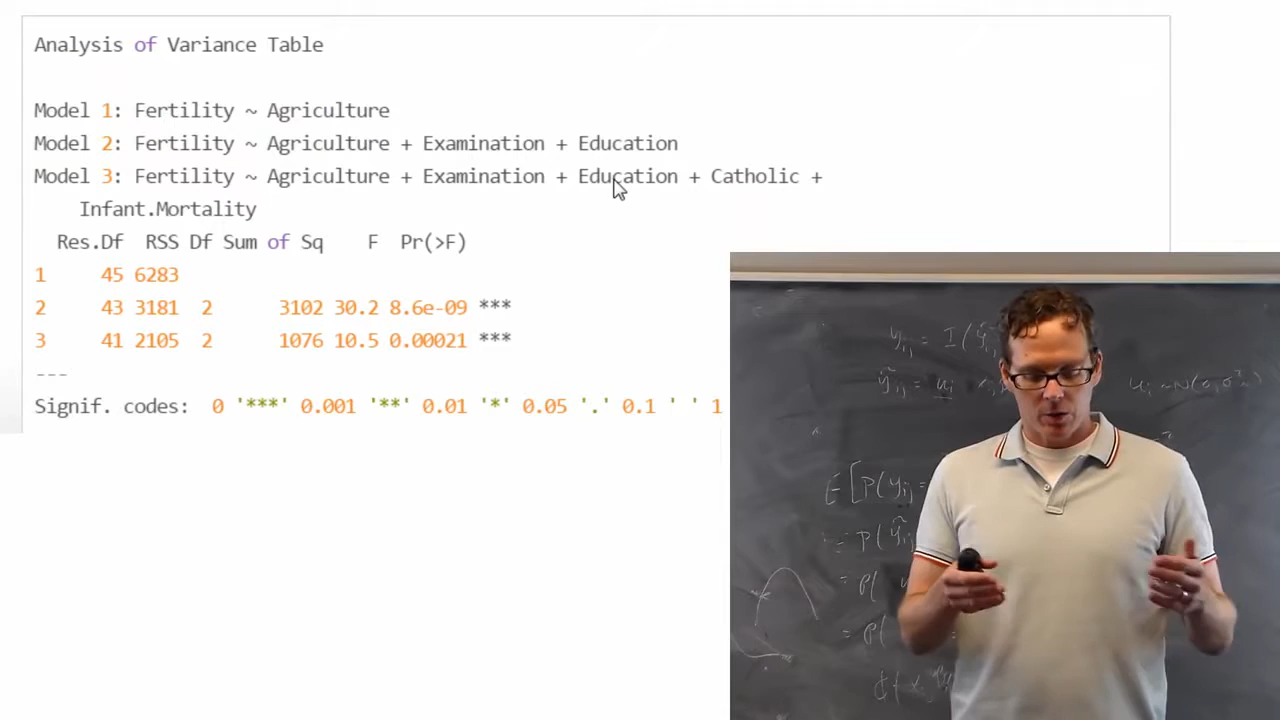 Analysis of Variance Table
Model 1: Fertility ~ Agriculture
Model 2: Fertility ~ Agriculture + Examination + Education
Model 3: Fertility ~ Agriculture + Examination + Education + Catholic +
Infant.Mortality
Res.Df RSS Df Sum of Sq F Pr(>F)
1 45 6283
2 43 3181 2 3102 30.2 8.6e-09 ***
3 41 2105 2 1076 10.5 0.00021 ***
---
Signif. codes: 0 '***' 0.001 '**' 0.01 '*' 0.05 '.' 0.1 ' ' 1